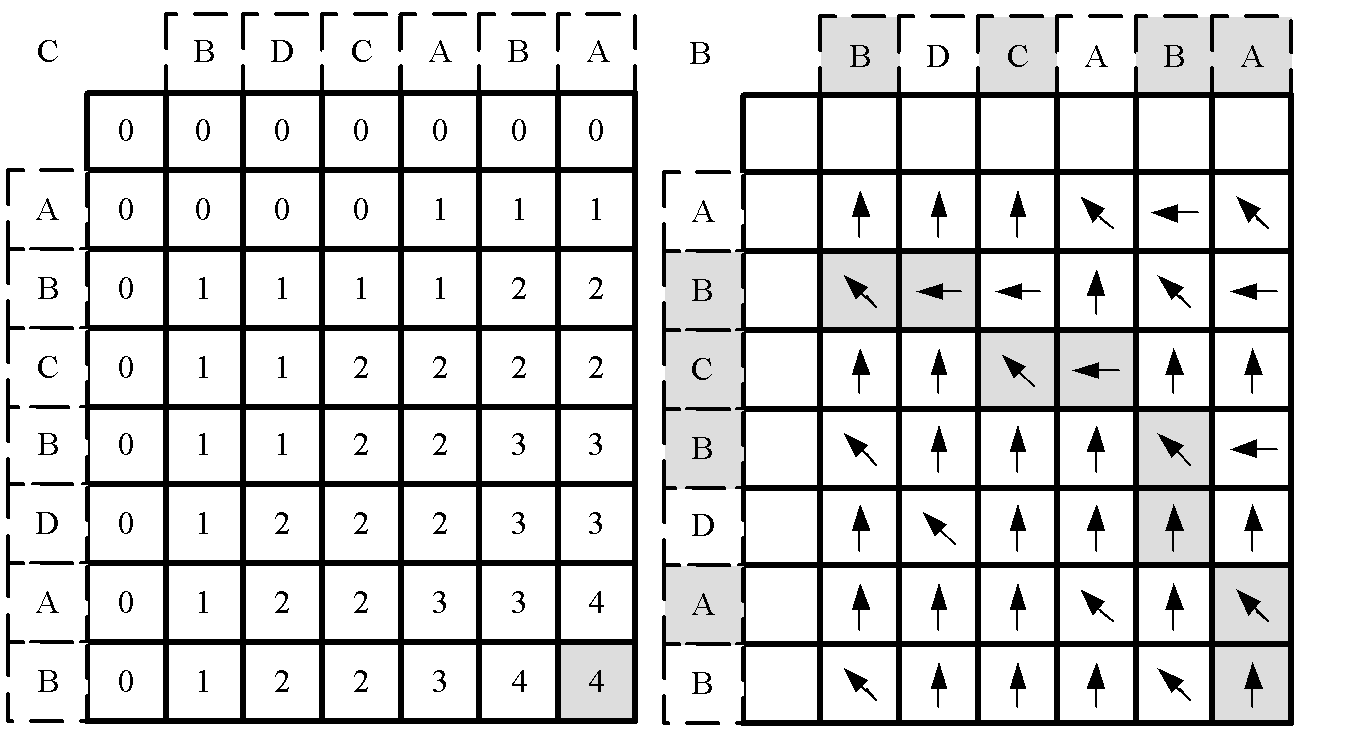 C B D C A B A
0 0 0 0 0 0 0
A 0 0 0 0 1 1 1
B 0 1 1 1 1 2 2
C 0 1 1 2 2 2 2
B 0 1 1 2 2 3 3
D 0 1 2 2 2 3 3
A 0 1 2 2 3 3 4
B 0 1 2 2 3 4 4
B B D C A B A
A ↑ ↑ ↑ ↖ ← ↖
B ↖ ← ← ↑ ↖ ←
C ↑ ↑ ↖ ← ↑ ↑
B ↖ ↑ ↑ ↑ ↖ ←
D ↑ ↖ ↑ ↑ ↑ ↑
A ↑ ↑ ↑ ↖ ↑ ↖
B ↖ ↑ ↑ ↑ ↖ ↑